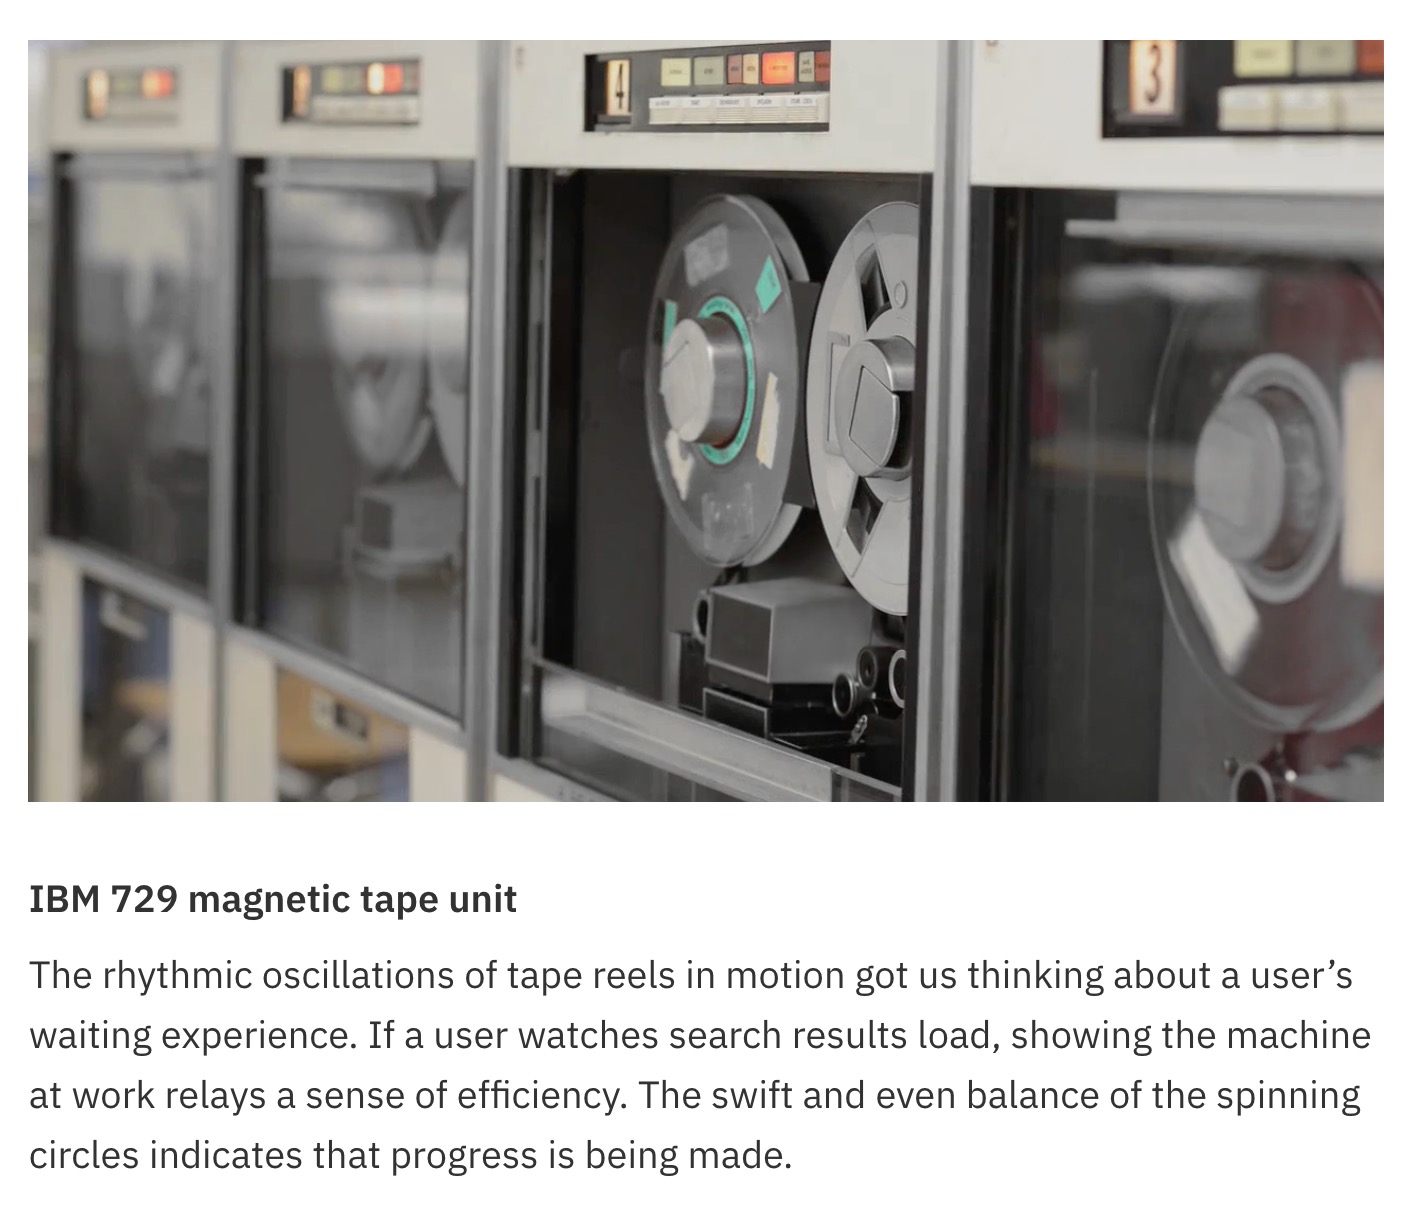 4
3
IBM 729 magnetic tape unit
The rhythmic oscillations of tape reels in motion got us thinking about a user’s
waiting experience. If a user watches search results load, showing the machine
at work relays a sense of efficiency. The swift and even balance of the spinning
circles indicates that progress is being made.